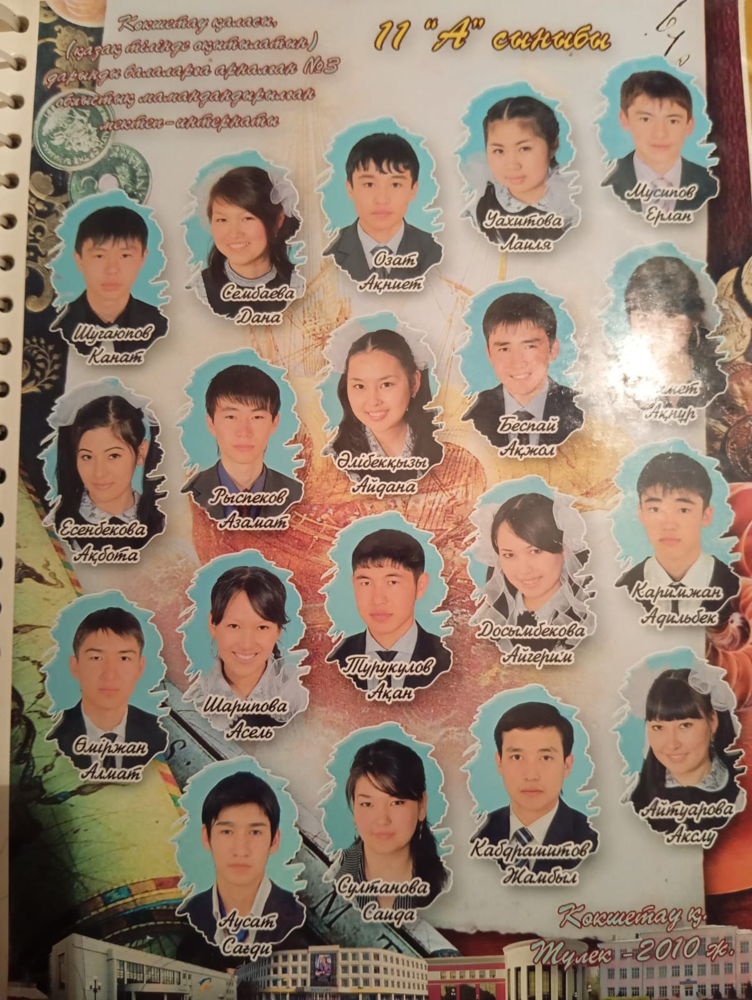 Көкшетау қаласы,
(қазақ тілінде оқытылатын)
дарынды балаларға арналған №3
облыстық мамандандырылған
мектеп-интернаты
11 "А" сыныбы
Шугаюпов
Канат
Сембаева
Дана
Озат
Ақниет
Уахитова
Лаиля
Мусипов
Ерлан
Есенбекова
Ақбота
Рыспеков
Азамат
Әлібекқызы
Айдана
Беспай
Ақжол
Ақнұр
Өміржан
Алмат
Шарипова
Асель
Турукулов
Ақан
Досымбекова
Айгерим
Каримжан
Адильбек
Аусат
Сағди
Султанова
Саида
Кабдрашитов
Жамбыл
Айтуарова
Акслу
Көкшетау қ.
Түлек -2010 ж.